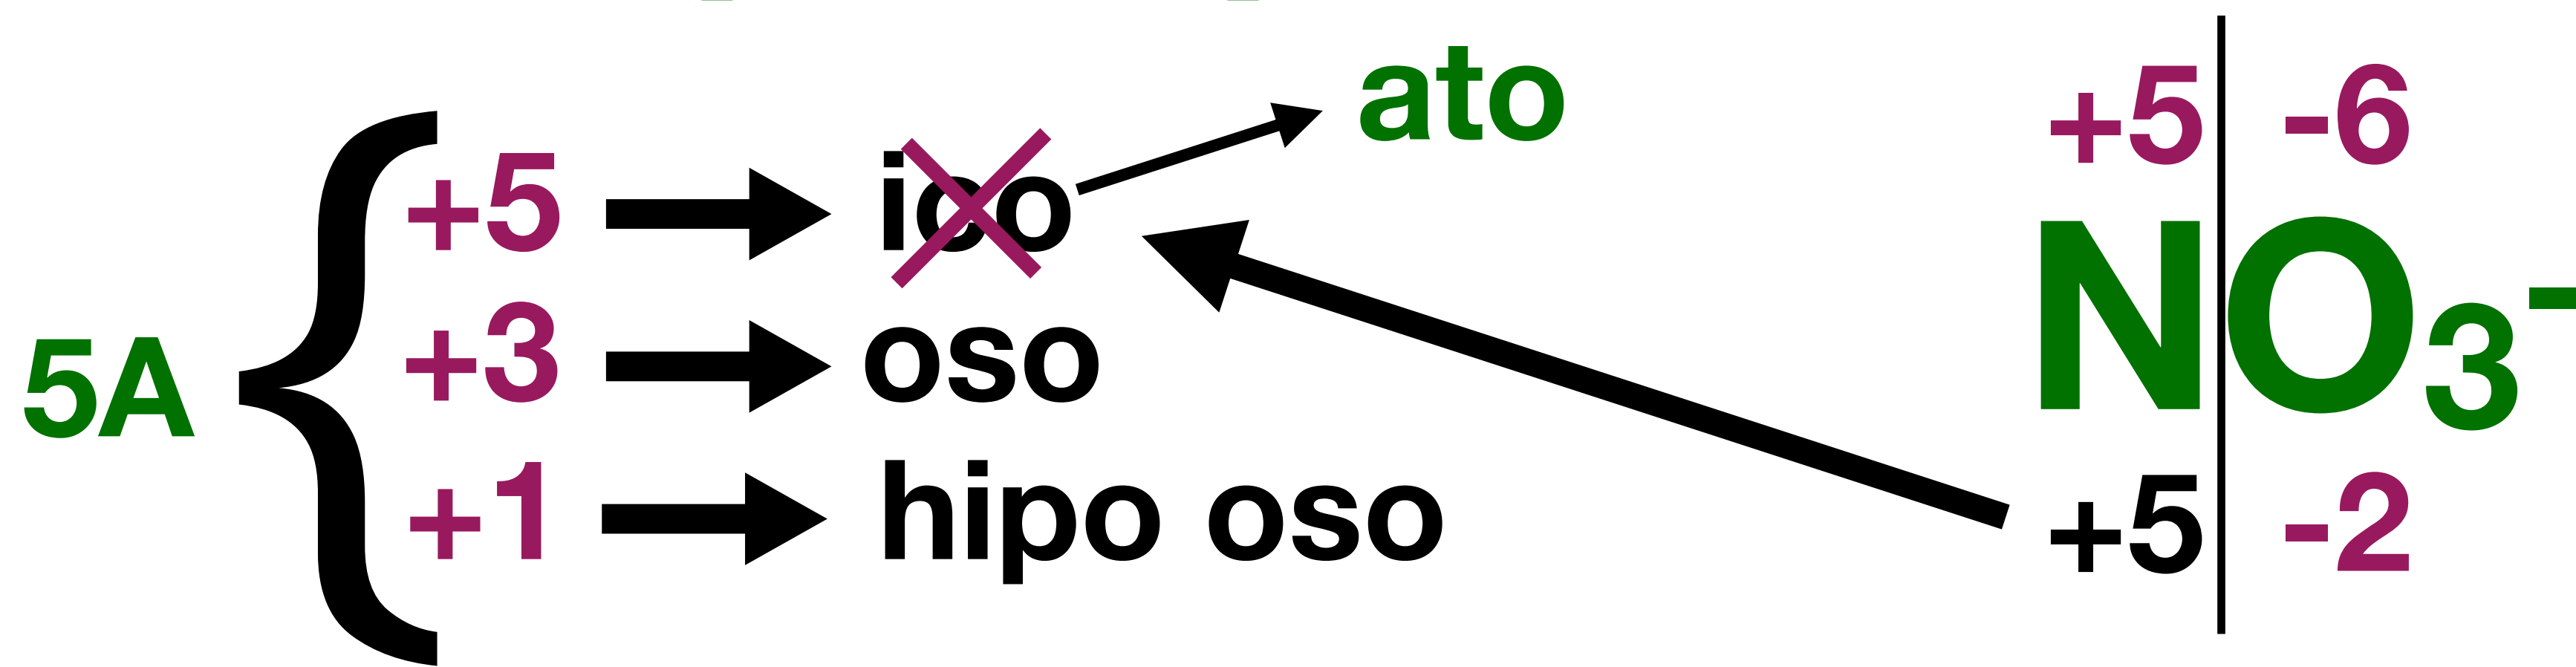 ato
+5 ico
+3 oso
+1 hipo oso
5A
+5 -6
NO₃⁻
+5 -2